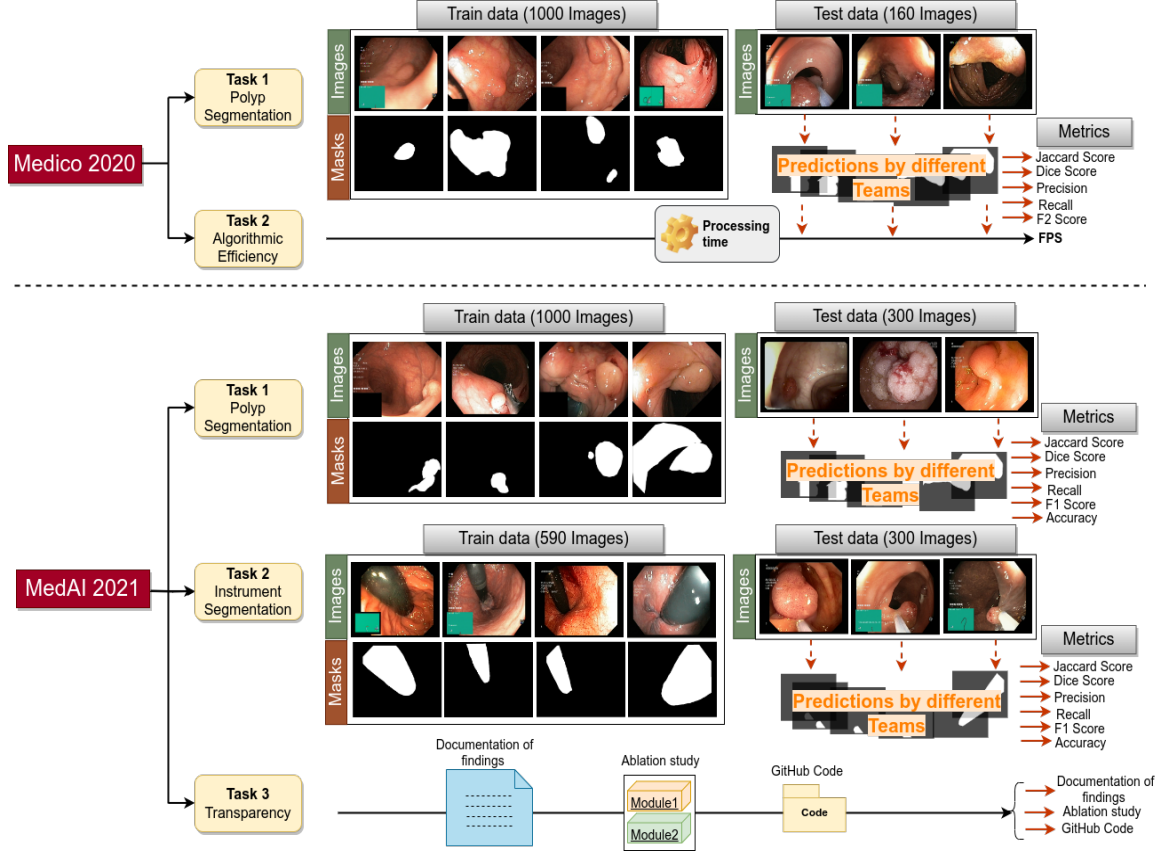 Train data (1000 Images)
Test data (160 Images)
Images
Masks
Images
Task 1
Polyp
Segmentation
Medico 2020
Task 2
Algorithmic
Efficiency
Predictions by different
Teams
Metrics
Jaccard Score
Dice Score
Precision
Recall
F2 Score
Processing
time
FPS
Train data (1000 Images)
Test data (300 Images)
Images
Masks
Images
Task 1
Polyp
Segmentation
Predictions by different
Teams
Metrics
Jaccard Score
Dice Score
Precision
Recall
F1 Score
Accuracy
MedAI 2021
Train data (590 Images)
Test data (300 Images)
Images
Masks
Images
Task 2
Instrument
Segmentation
Predictions by different
Teams
Metrics
Jaccard Score
Dice Score
Precision
Recall
F1 Score
Accuracy
Task 3
Transparency
Documentation of
findings
Ablation study
Module1
Module2
GitHub Code
Code
Documentation of
findings
Ablation study
GitHub Code